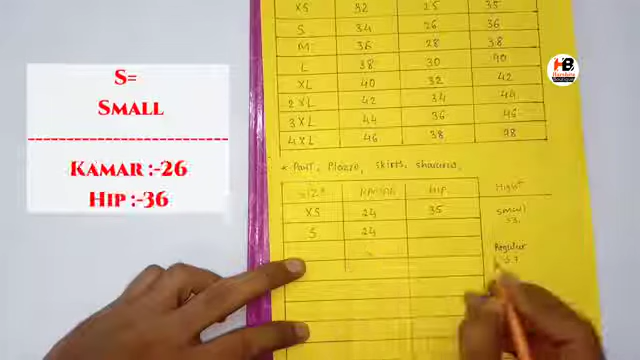 S=
Small
Kamar :-26
Hip :-36
XS 32 25 35
S 34 26 36
M 36 28 38
L 38 30 40
XL 40 32 42
2XL 42 34 44
3XL 44 36 46
4XL 46 38 48
* Pant, Plazzo, Skirts, sharara,
SIZE KAMAR HIP Hight
XS 24 35 small
S 24
Regular
HB
Boutique